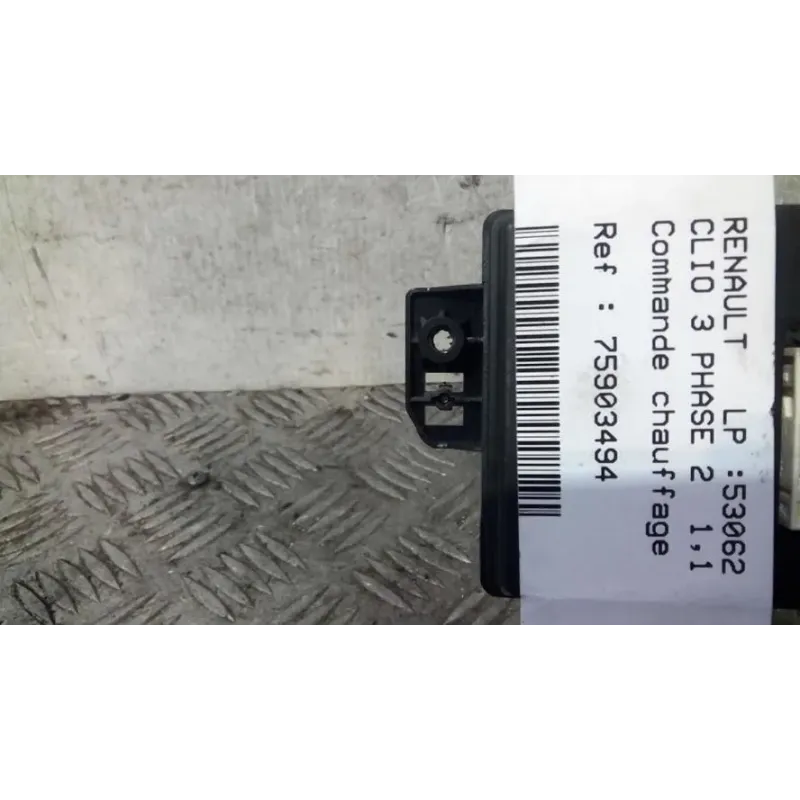 RENAULT LP :53062
CLIO 3 PHASE 2 1,1
Commande chauffage
Ref : 75903494